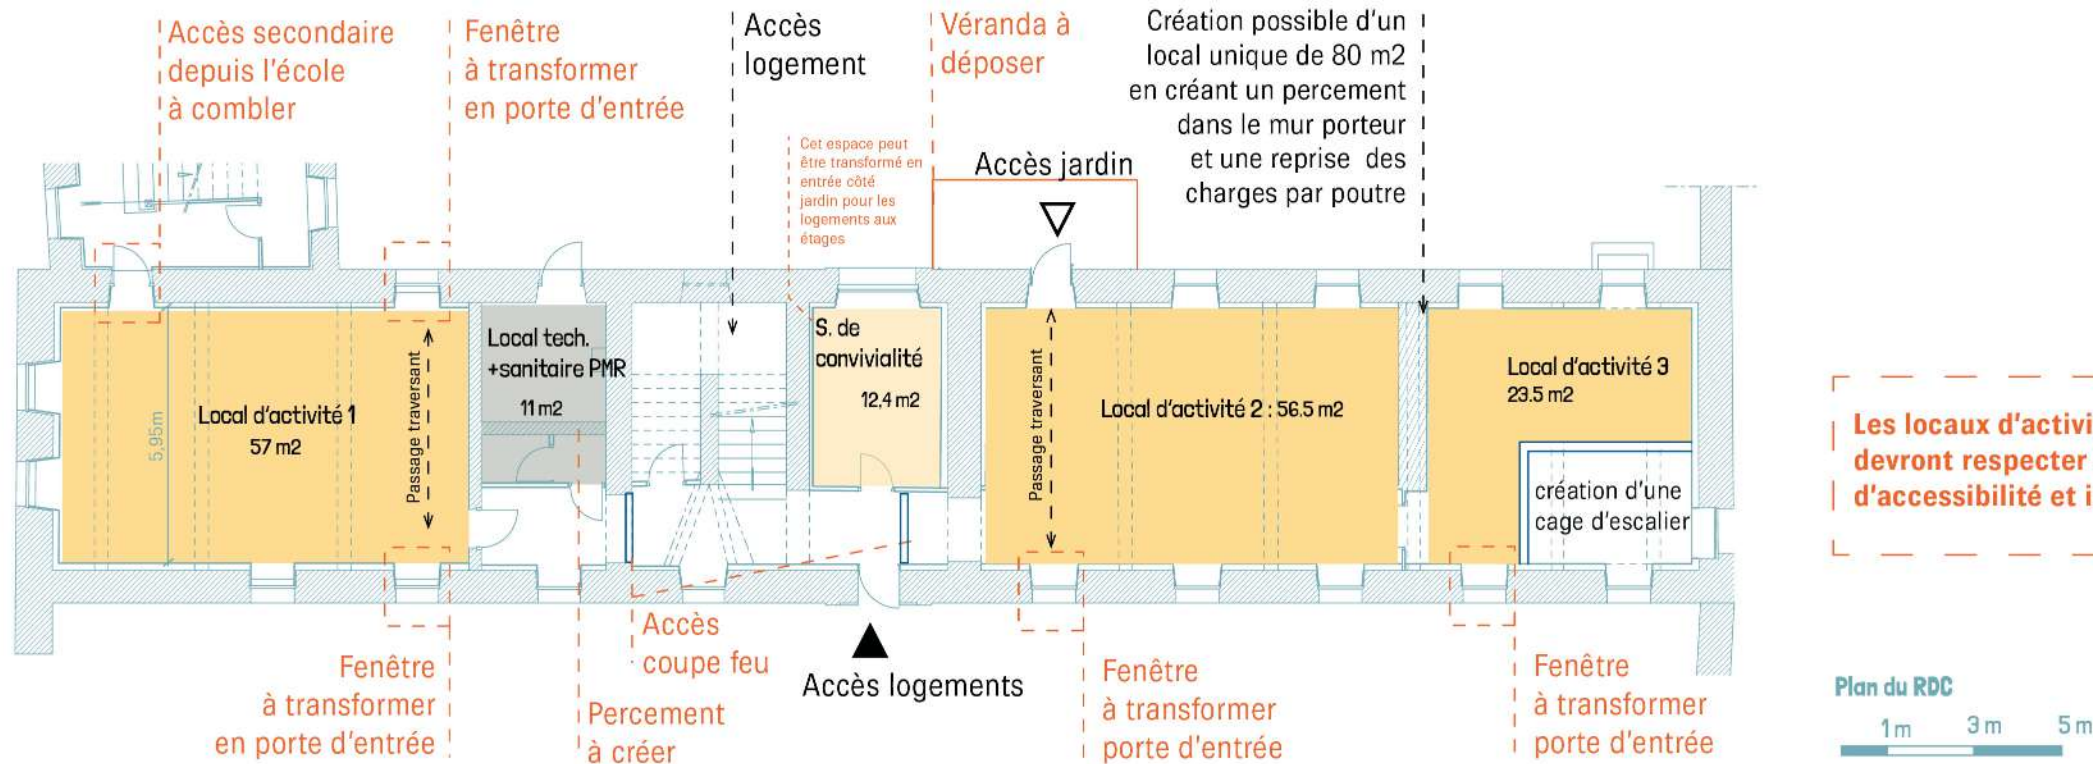 Accès secondaire
depuis l'école
à combler
Fenêtre
à transformer
en porte d'entrée
Accès
logement
Véranda à
déposer
Création possible d'un
local unique de 80 m2
en créant un percement
dans le mur porteur
et une reprise des
charges par poutre
Cet espace peut
être transformé en
entrée côté
jardin pour les
logements aux
étages
Accès jardin
Local d'activité 1
57 m2
5,95m
Passage traversant
Local tech.
+sanitaire PMR
11 m2
S. de
convivialité
12,4 m2
Passage traversant
Local d'activité 2 : 56.5 m2
Local d'activité 3
23.5 m2
création d'une
cage d'escalier
Les locaux d'activi
devront respecter
d'accessibilité et i
Fenêtre
à transformer
en porte d'entrée
Percement
à créer
Accès
coupe feu
Accès logements
Fenêtre
à transformer
porte d'entrée
Fenêtre
à transformer
porte d'entrée
Plan du RDC
1 m 3 m 5 m